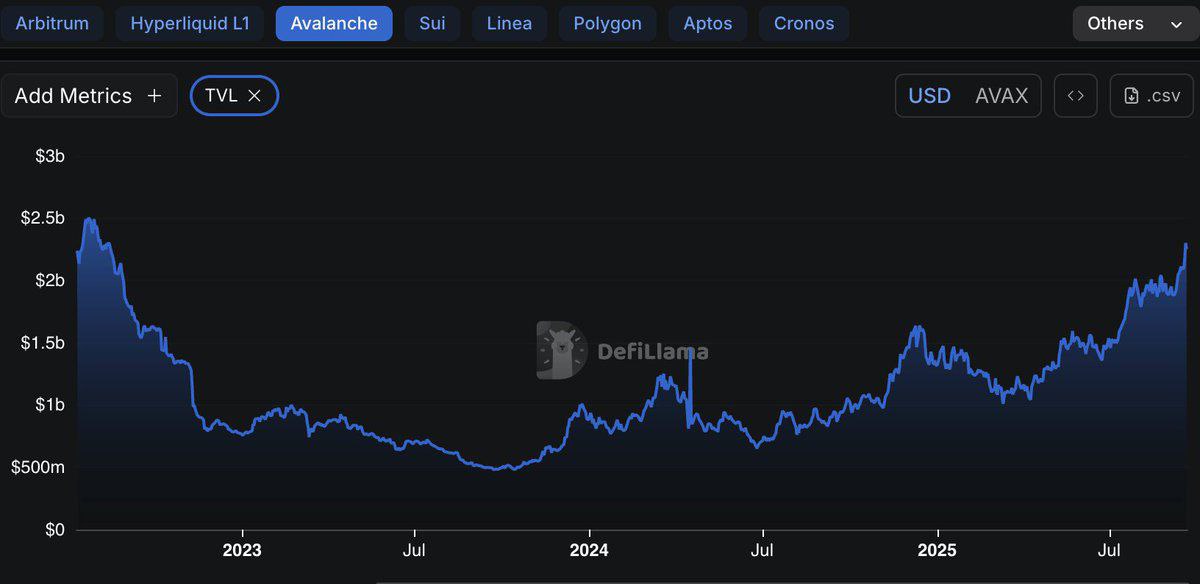 Arbitrum Hyperliquid L1 Avalanche Sui Linea Polygon Aptos Cronos Others
Add Metrics + TVL USD AVAX <> .csv
$3b
$2.5b
$2b
$1.5b
$1b
$500m
$0
DefiLlama
2023 Jul 2024 Jul 2025 Jul